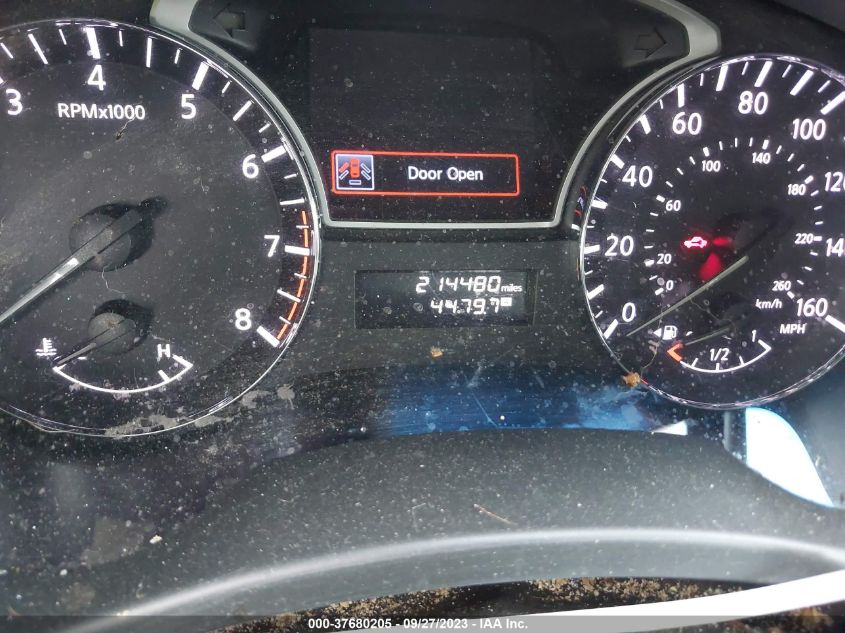 3 4 5 6 7 8
RPMx1000
H
Door Open
214480 miles
4479.7
0 20 40 60 80 100 120 140 160
0 20 60 100 140 180 220 260
km/h
MPH
1/2 1
000-37680205 - 09/27/2023 - IAA Inc.